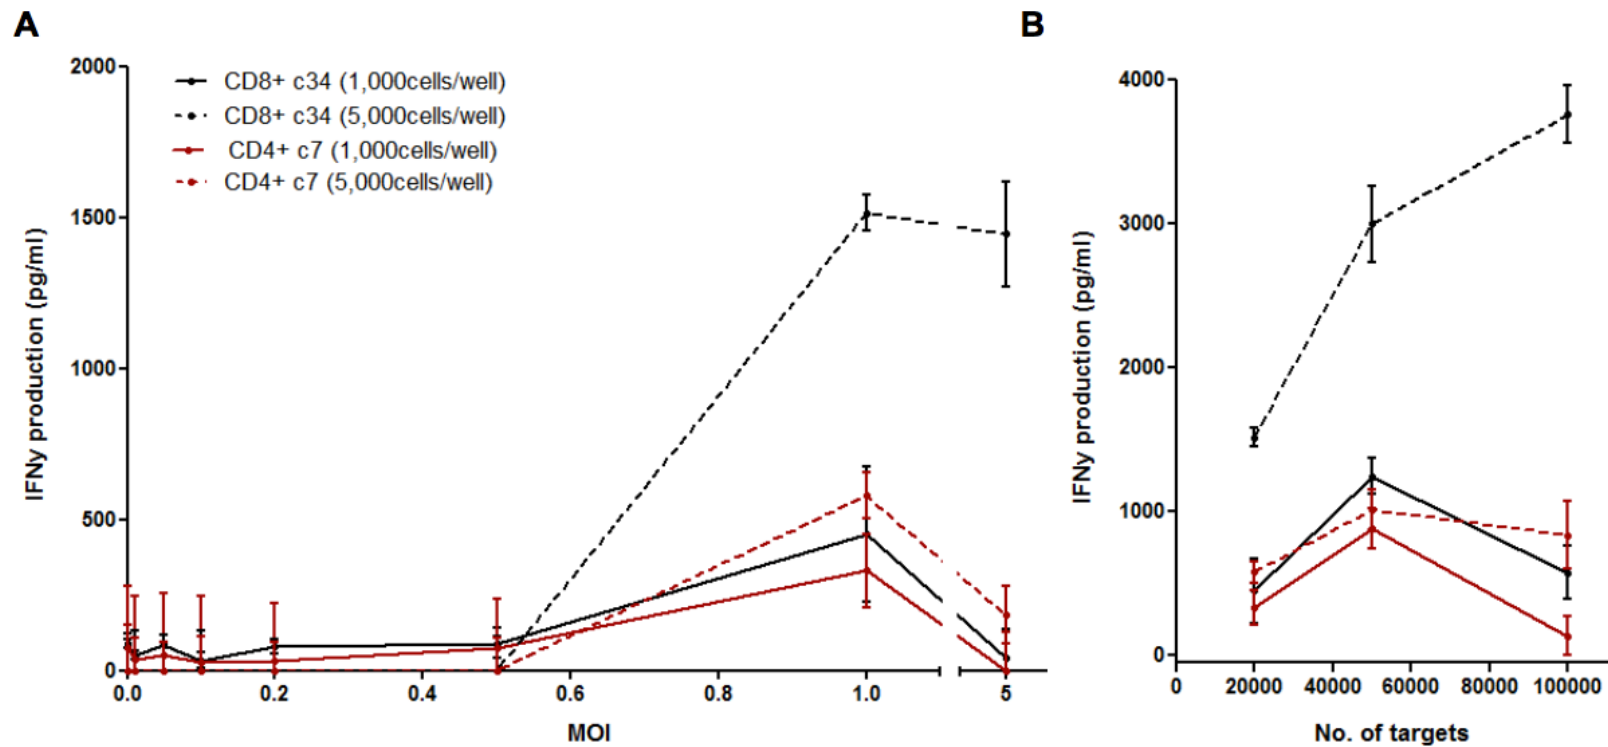 A
B
IFNy production (pg/ml)
2000
1500
1000
500
0
CD8+ c34 (1,000cells/well)
CD8+ c34 (5,000cells/well)
CD4+ c7 (1,000cells/well)
CD4+ c7 (5,000cells/well)
0.0 0.2 0.4 0.6 0.8 1.0 5
MOI
IFNy production (pg/ml)
4000
3000
2000
1000
0
0 20000 40000 60000 80000 100000
No. of targets